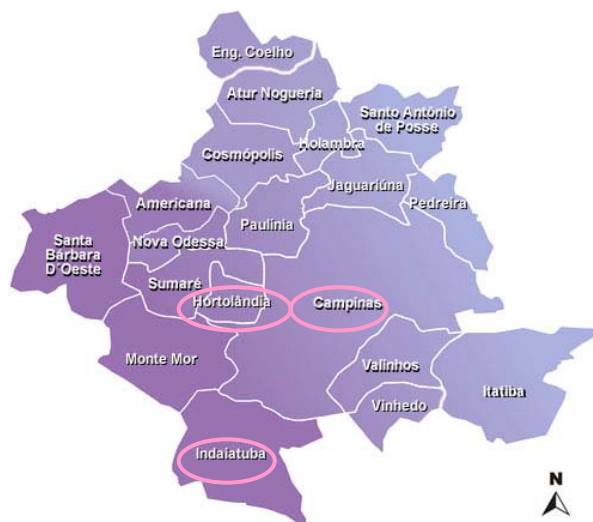 Eng. Coelho
Atur Nogueria
Santo Antônio
de Posse
Holambra
Cosmópolis
Jaguariúna
Pedreira
Americana
Paulínia
Nova Odessa
Santa
Bárbara
D´Oeste
Sumaré
Hortolândia
Campinas
Monte Mor
Valinhos
Itatiba
Vinhedo
Indaiatuba
N